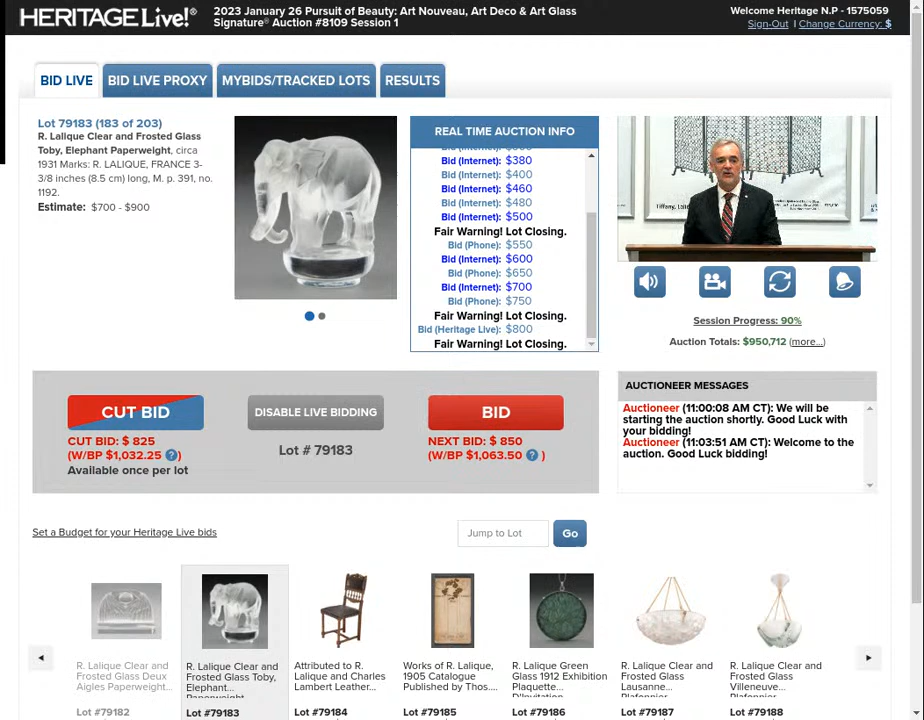 HERITAGE Live!®
2023 January 26 Pursuit of Beauty: Art Nouveau, Art Deco & Art Glass
Signature® Auction #8109 Session 1
Welcome Heritage N.P - 1575059
Sign-Out | Change Currency: $
BID LIVE
BID LIVE PROXY
MYBIDS/TRACKED LOTS
RESULTS
Lot 79183 (183 of 203)
R. Lalique Clear and Frosted Glass
Toby, Elephant Paperweight, circa
1931 Marks: R. LALIQUE, FRANCE 3-
3/8 inches (8.5 cm) long, M. p. 391, no.
1192.
Estimate: $700 - $900
REAL TIME AUCTION INFO
Bid (Internet): $380
Bid (Internet): $400
Bid (Internet): $460
Bid (Internet): $480
Bid (Internet): $500
Fair Warning! Lot Closing.
Bid (Phone): $550
Bid (Internet): $600
Bid (Phone): $650
Bid (Internet): $700
Bid (Phone): $750
Fair Warning! Lot Closing.
Bid (Heritage Live): $800
Fair Warning! Lot Closing.
Session Progress: 90%
Auction Totals: $950,712 (more...)
CUT BID
CUT BID: $ 825
(W/BP $1,032.25 ?)
Available once per lot
DISABLE LIVE BIDDING
Lot # 79183
BID
NEXT BID: $ 850
(W/BP $1,063.50 ? )
AUCTIONEER MESSAGES
Auctioneer (11:00:08 AM CT): We will be
starting the auction shortly. Good Luck with
your bidding!
Auctioneer (11:03:51 AM CT): Welcome to the
auction. Good Luck bidding!
Set a Budget for your Heritage Live bids
Jump to Lot
Go
R. Lalique Clear and
Frosted Glass Deux
Aigles Paperweight...
Lot #79182
R. Lalique Clear and
Frosted Glass Toby,
Elephant...
Paperweight
Lot #79183
Attributed to R.
Lalique and Charles
Lambert Leather...
Lot #79184
Works of R. Lalique,
1905 Catalogue
Published by Thos....
Lot #79185
R. Lalique Green
Glass 1912 Exhibition
Plaquette...
D'Invitation
Lot #79186
R. Lalique Clear and
Frosted Glass
Lausanne...
Plafonnier
Lot #79187
R. Lalique Clear and
Frosted Glass
Villeneuve...
Plafonnier
Lot #79188